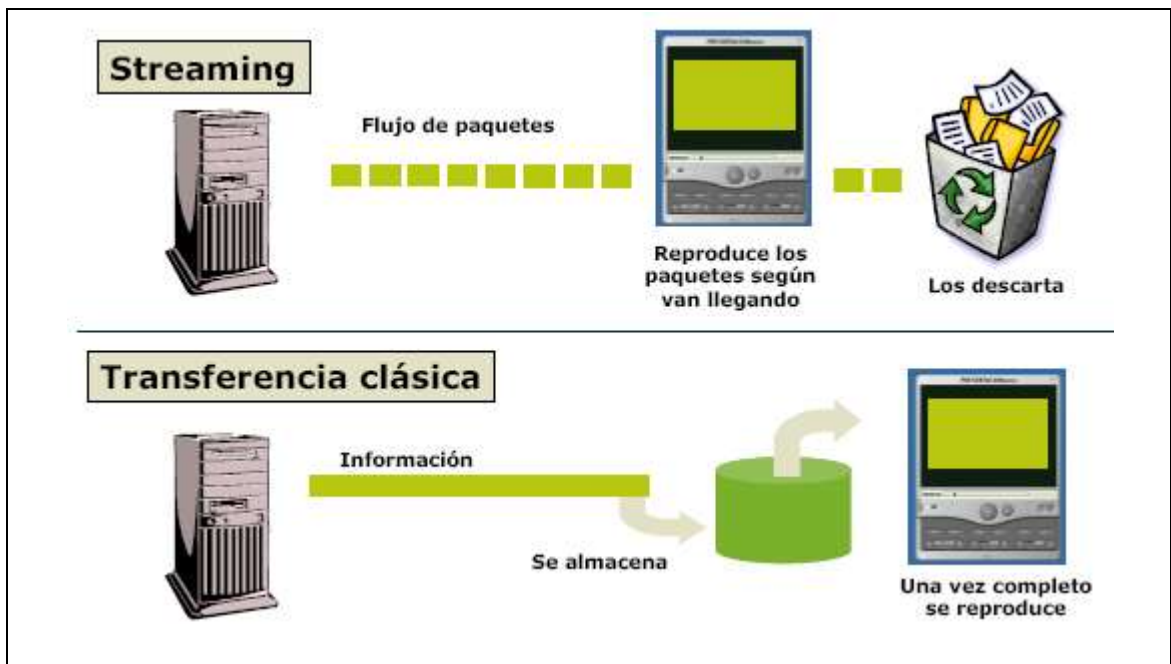 Streaming
Flujo de paquetes
Reproduce los
paquetes según
van llegando
Los descarta
Transferencia clásica
Información
Se almacena
Una vez completo
se reproduce